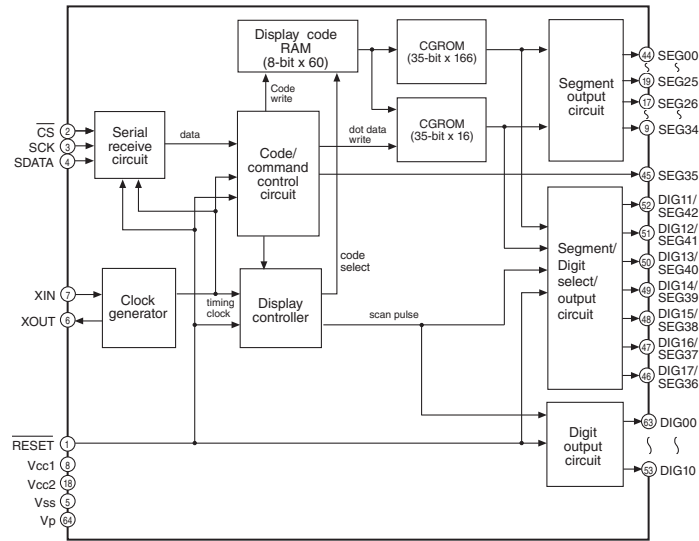 Display code
RAM
(8-bit x 60)
CGROM
(35-bit x 166)
CGROM
(35-bit x 16)
Segment
output
circuit
44 SEG00
19 SEG25
17 SEG26
9 SEG34
Code
write
CS 2
SCK 3
SDATA 4
Serial
receive
circuit
data
Code/
command
control
circuit
dot data
write
45 SEG35
52 DIG11/
SEG42
51 DIG12/
SEG41
50 DIG13/
SEG40
49 DIG14/
SEG39
48 DIG15/
SEG38
47 DIG16/
SEG37
46 DIG17/
SEG36
Segment/
Digit
select/
output
circuit
code
select
XIN 7
XOUT 6
Clock
generator
timing
clock
Display
controller
scan pulse
RESET 1
Vcc1 8
Vcc2 18
Vss 5
Vp 64
Digit
output
circuit
63 DIG00
53 DIG10